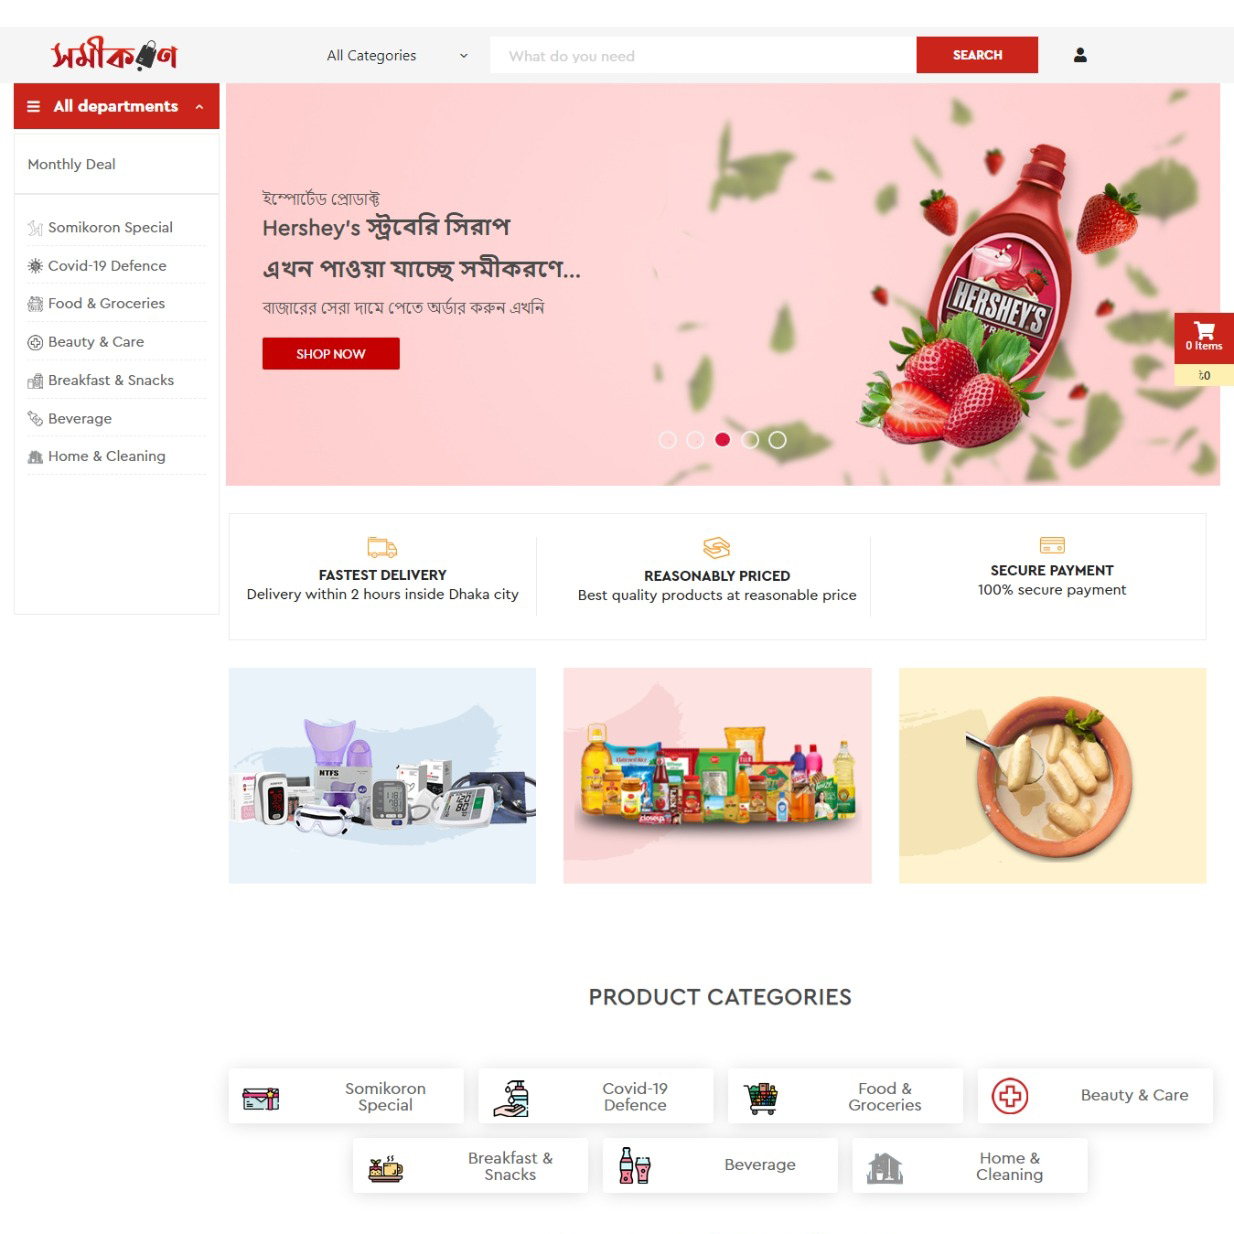 সমীকরণ
All Categories
What do you need
SEARCH
All departments
Monthly Deal
Somikoron Special
Covid-19 Defence
Food & Groceries
Beauty & Care
Breakfast & Snacks
Beverage
Home & Cleaning
ইম্পোর্টেড প্রোডাক্ট
Hershey's স্ট্রবেরি সিরাপ
এখন পাওয়া যাচ্ছে সমীকরণে...
বাজারের সেরা দামে পেতে অর্ডার করুন এখনি
SHOP NOW
HERSHEY'S
0 Items
৳0
FASTEST DELIVERY
Delivery within 2 hours inside Dhaka city
REASONABLY PRICED
Best quality products at reasonable price
SECURE PAYMENT
100% secure payment
NTFS
closeup
PRODUCT CATEGORIES
Somikoron
Special
Covid-19
Defence
Food &
Groceries
Beauty & Care
Breakfast &
Snacks
Beverage
Home &
Cleaning